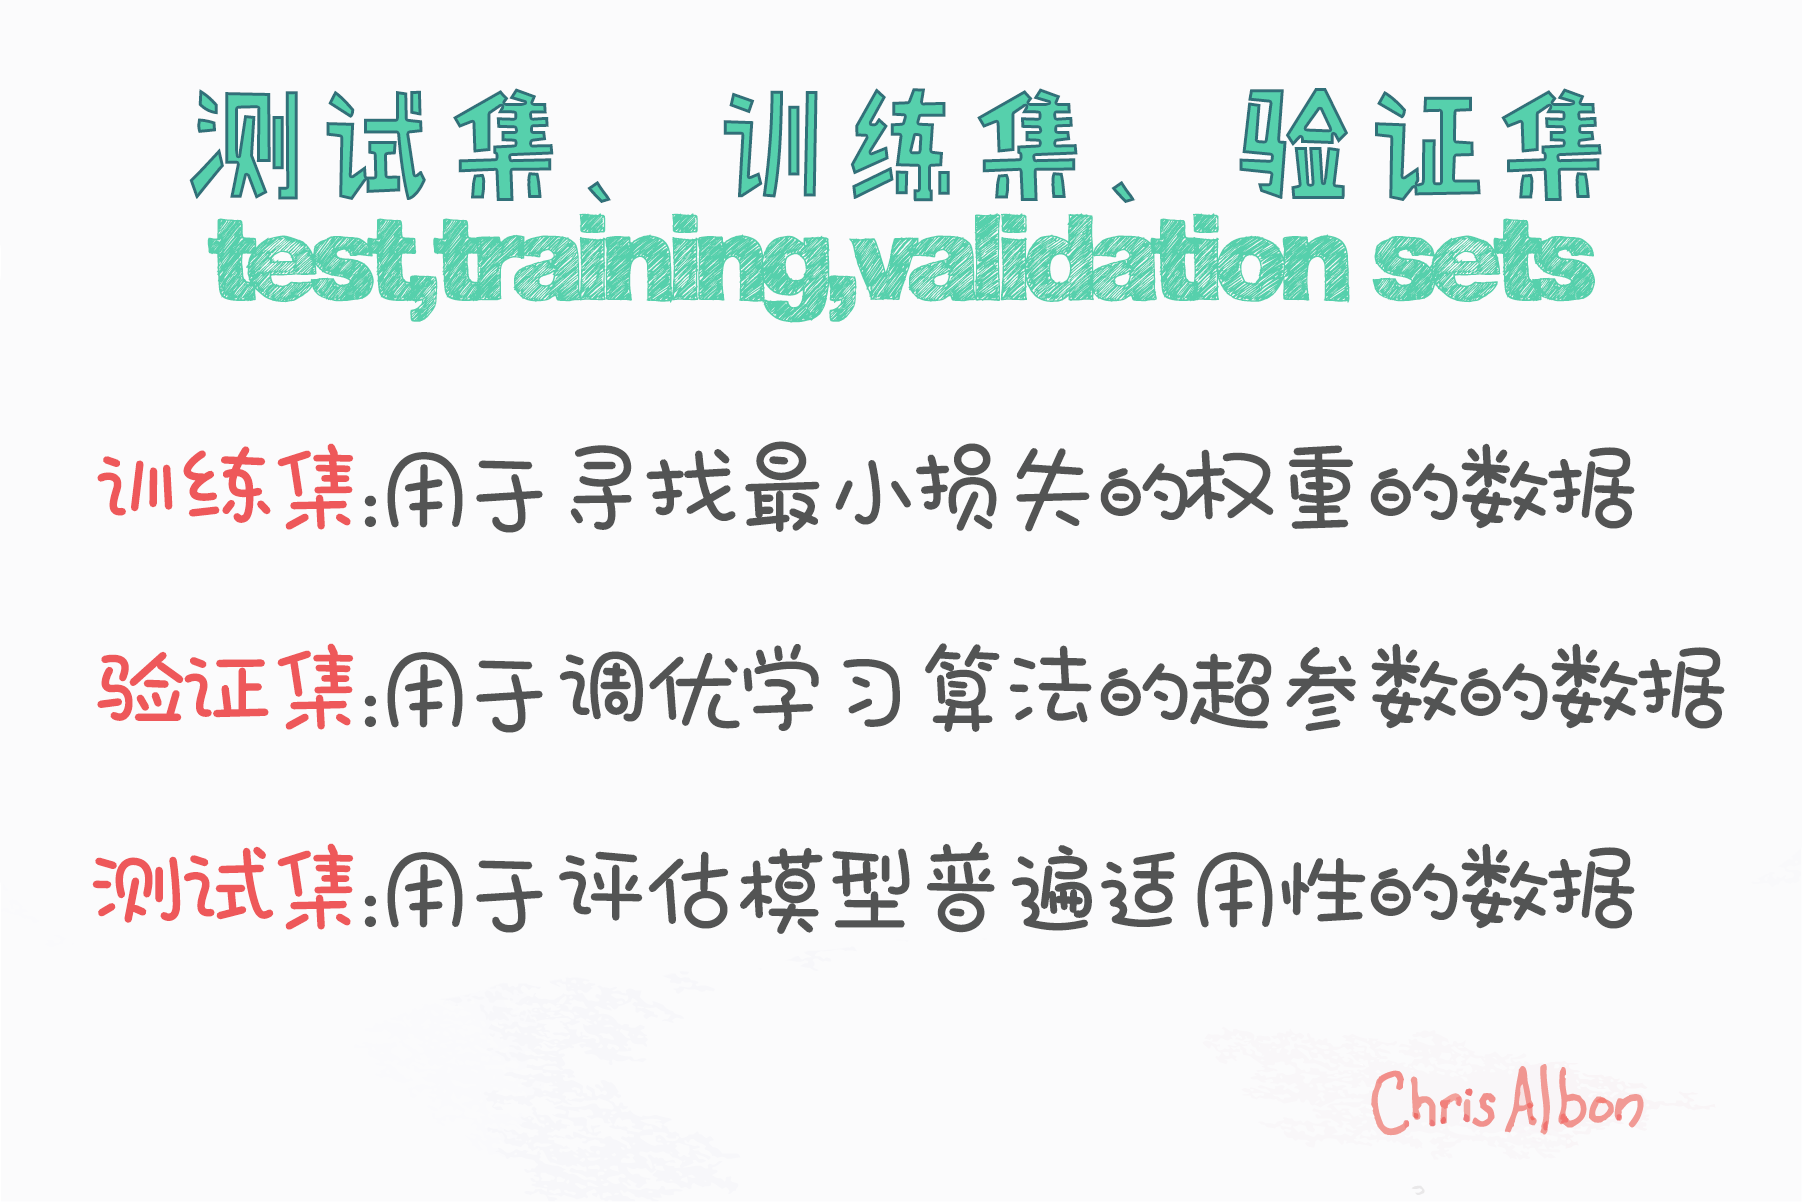 测试集、训练集、验证集
test,training,validation sets
训练集:用于寻找最小损失的权重的数据
验证集:用于调优学习算法的超参数的数据
测试集:用于评估模型普遍适用性的数据
Chris Albon